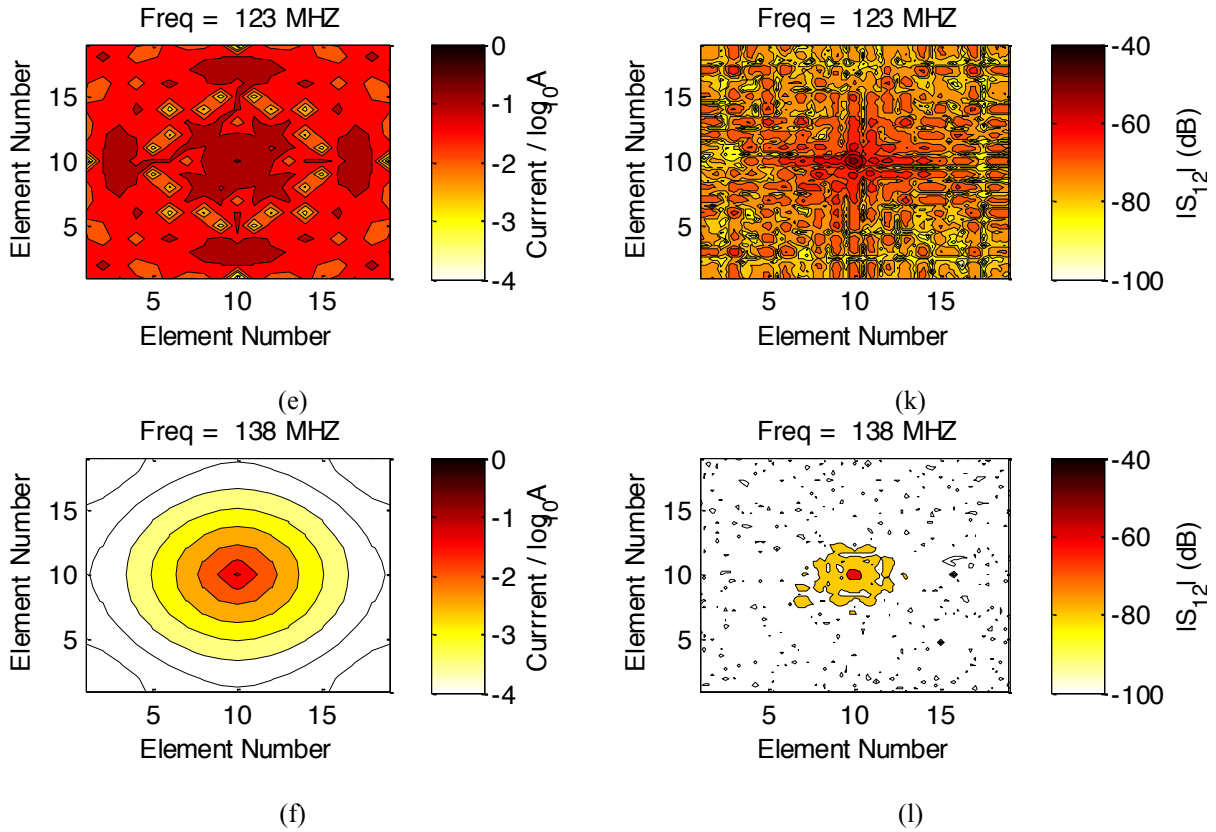 Freq = 123 MHZ
15
10
5
Element Number
5 10 15
Element Number
0
-1
-2
-3
-4
Currrent / log10A
(e)
Freq = 123 MHZ
15
10
5
Element Number
5 10 15
Element Number
-40
-60
-80
-100
|S12| (dB)
(k)
Freq = 138 MHZ
15
10
5
Element Number
5 10 15
Element Number
0
-1
-2
-3
-4
Currrent / log10A
(f)
Freq = 138 MHZ
15
10
5
Element Number
5 10 15
Element Number
-40
-60
-80
-100
|S12| (dB)
(l)